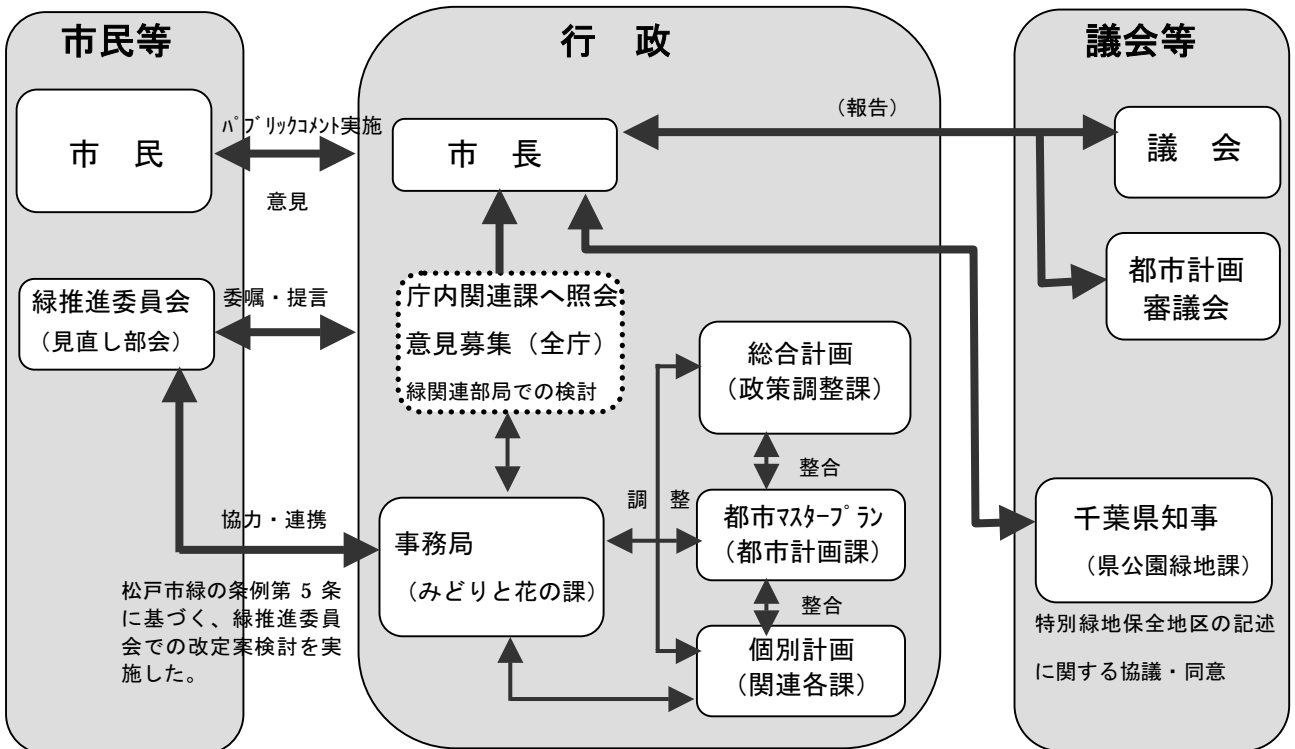 市民等
市　民
パブリックコメント実施
意見
緑推進委員会
（見直し部会）
委嘱・提言
協力・連携
松戸市緑の条例第 5 条
に基づく、緑推進委員
会での改定案検討を実
施した。
行　政
市　長
庁内関連課へ照会
意見募集（全庁）
緑関連部局での検討
事務局
（みどりと花の課）
調　整
総合計画
（政策調整課）
整合
都市マスタープラン
（都市計画課）
整合
個別計画
（関連各課）
（報告）
議会等
議　会
都市計画
審議会
千葉県知事
（県公園緑地課）
特別緑地保全地区の記述
に関する協議・同意